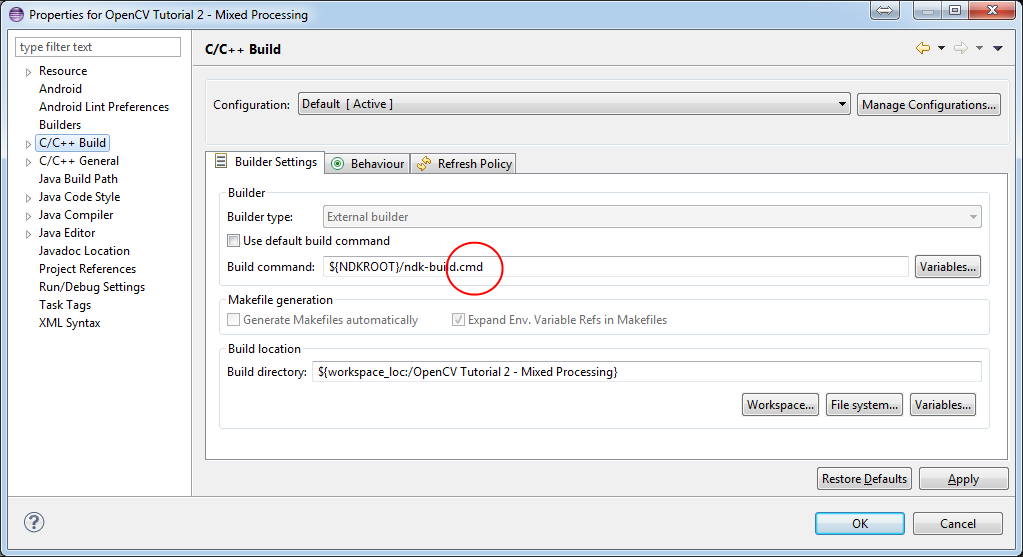 Properties for OpenCV Tutorial 2 - Mixed Processing
type filter text
Resource
Android
Android Lint Preferences
Builders
C/C++ Build
C/C++ General
Java Build Path
Java Code Style
Java Compiler
Java Editor
Javadoc Location
Project References
Run/Debug Settings
Task Tags
XML Syntax
C/C++ Build
Configuration: Default [ Active ] Manage Configurations...
Builder Settings Behaviour Refresh Policy
Builder
Builder type: External builder
Use default build command
Build command: ${NDKROOT}/ndk-build.cmd Variables...
Makefile generation
Generate Makefiles automatically Expand Env. Variable Refs in Makefiles
Build location
Build directory: ${workspace_loc:/OpenCV Tutorial 2 - Mixed Processing}
Workspace... File system... Variables...
Restore Defaults Apply
OK Cancel